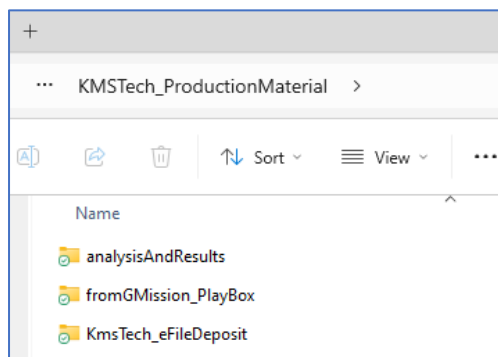 KMSTech_ProductionMaterial
Sort View
Name
analysisAndResults
fromGMission_PlayBox
KmsTech_eFileDeposit